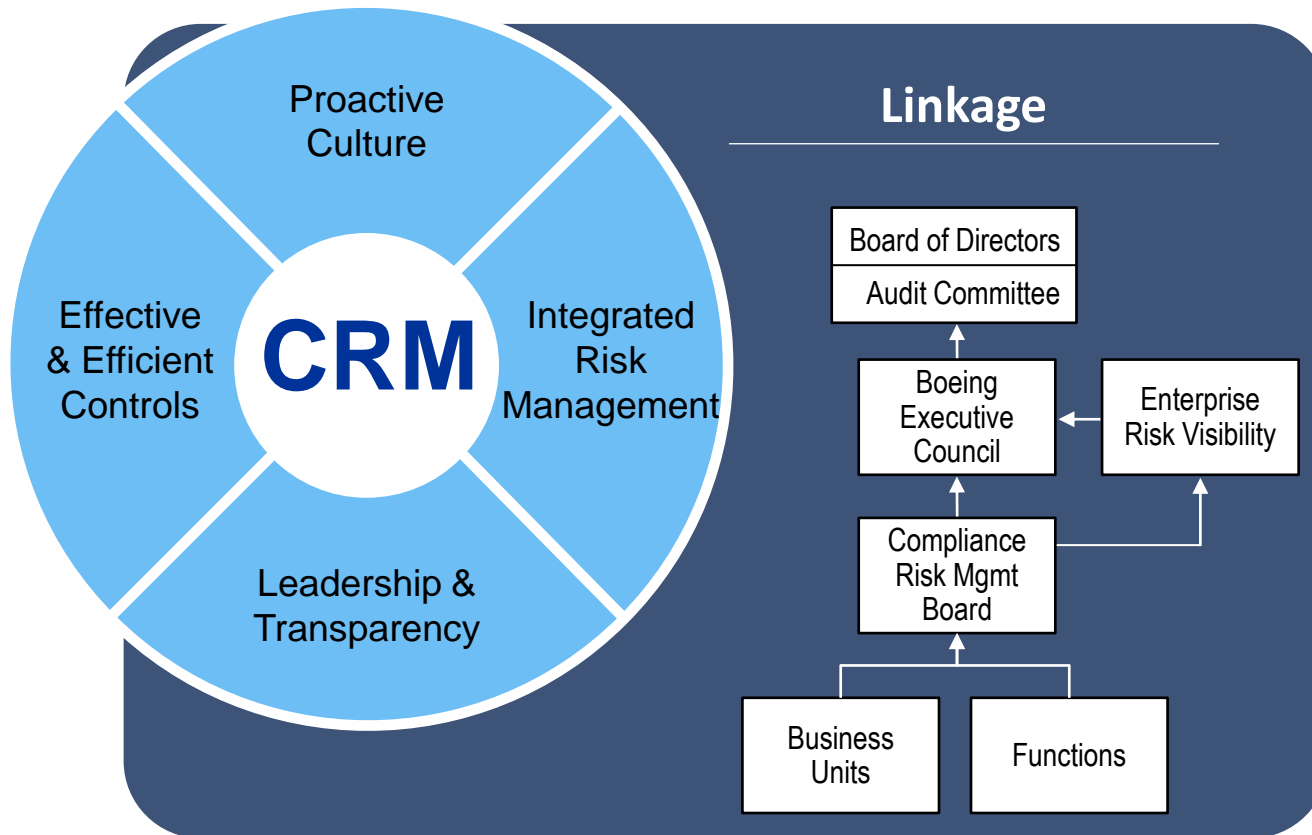 Proactive
Culture
Effective
& Efficient
Controls
CRM
Integrated
Risk
Management
Leadership &
Transparency
Linkage
Board of Directors
Audit Committee
Boeing
Executive
Council
Enterprise
Risk Visibility
Compliance
Risk Mgmt
Board
Business
Units
Functions